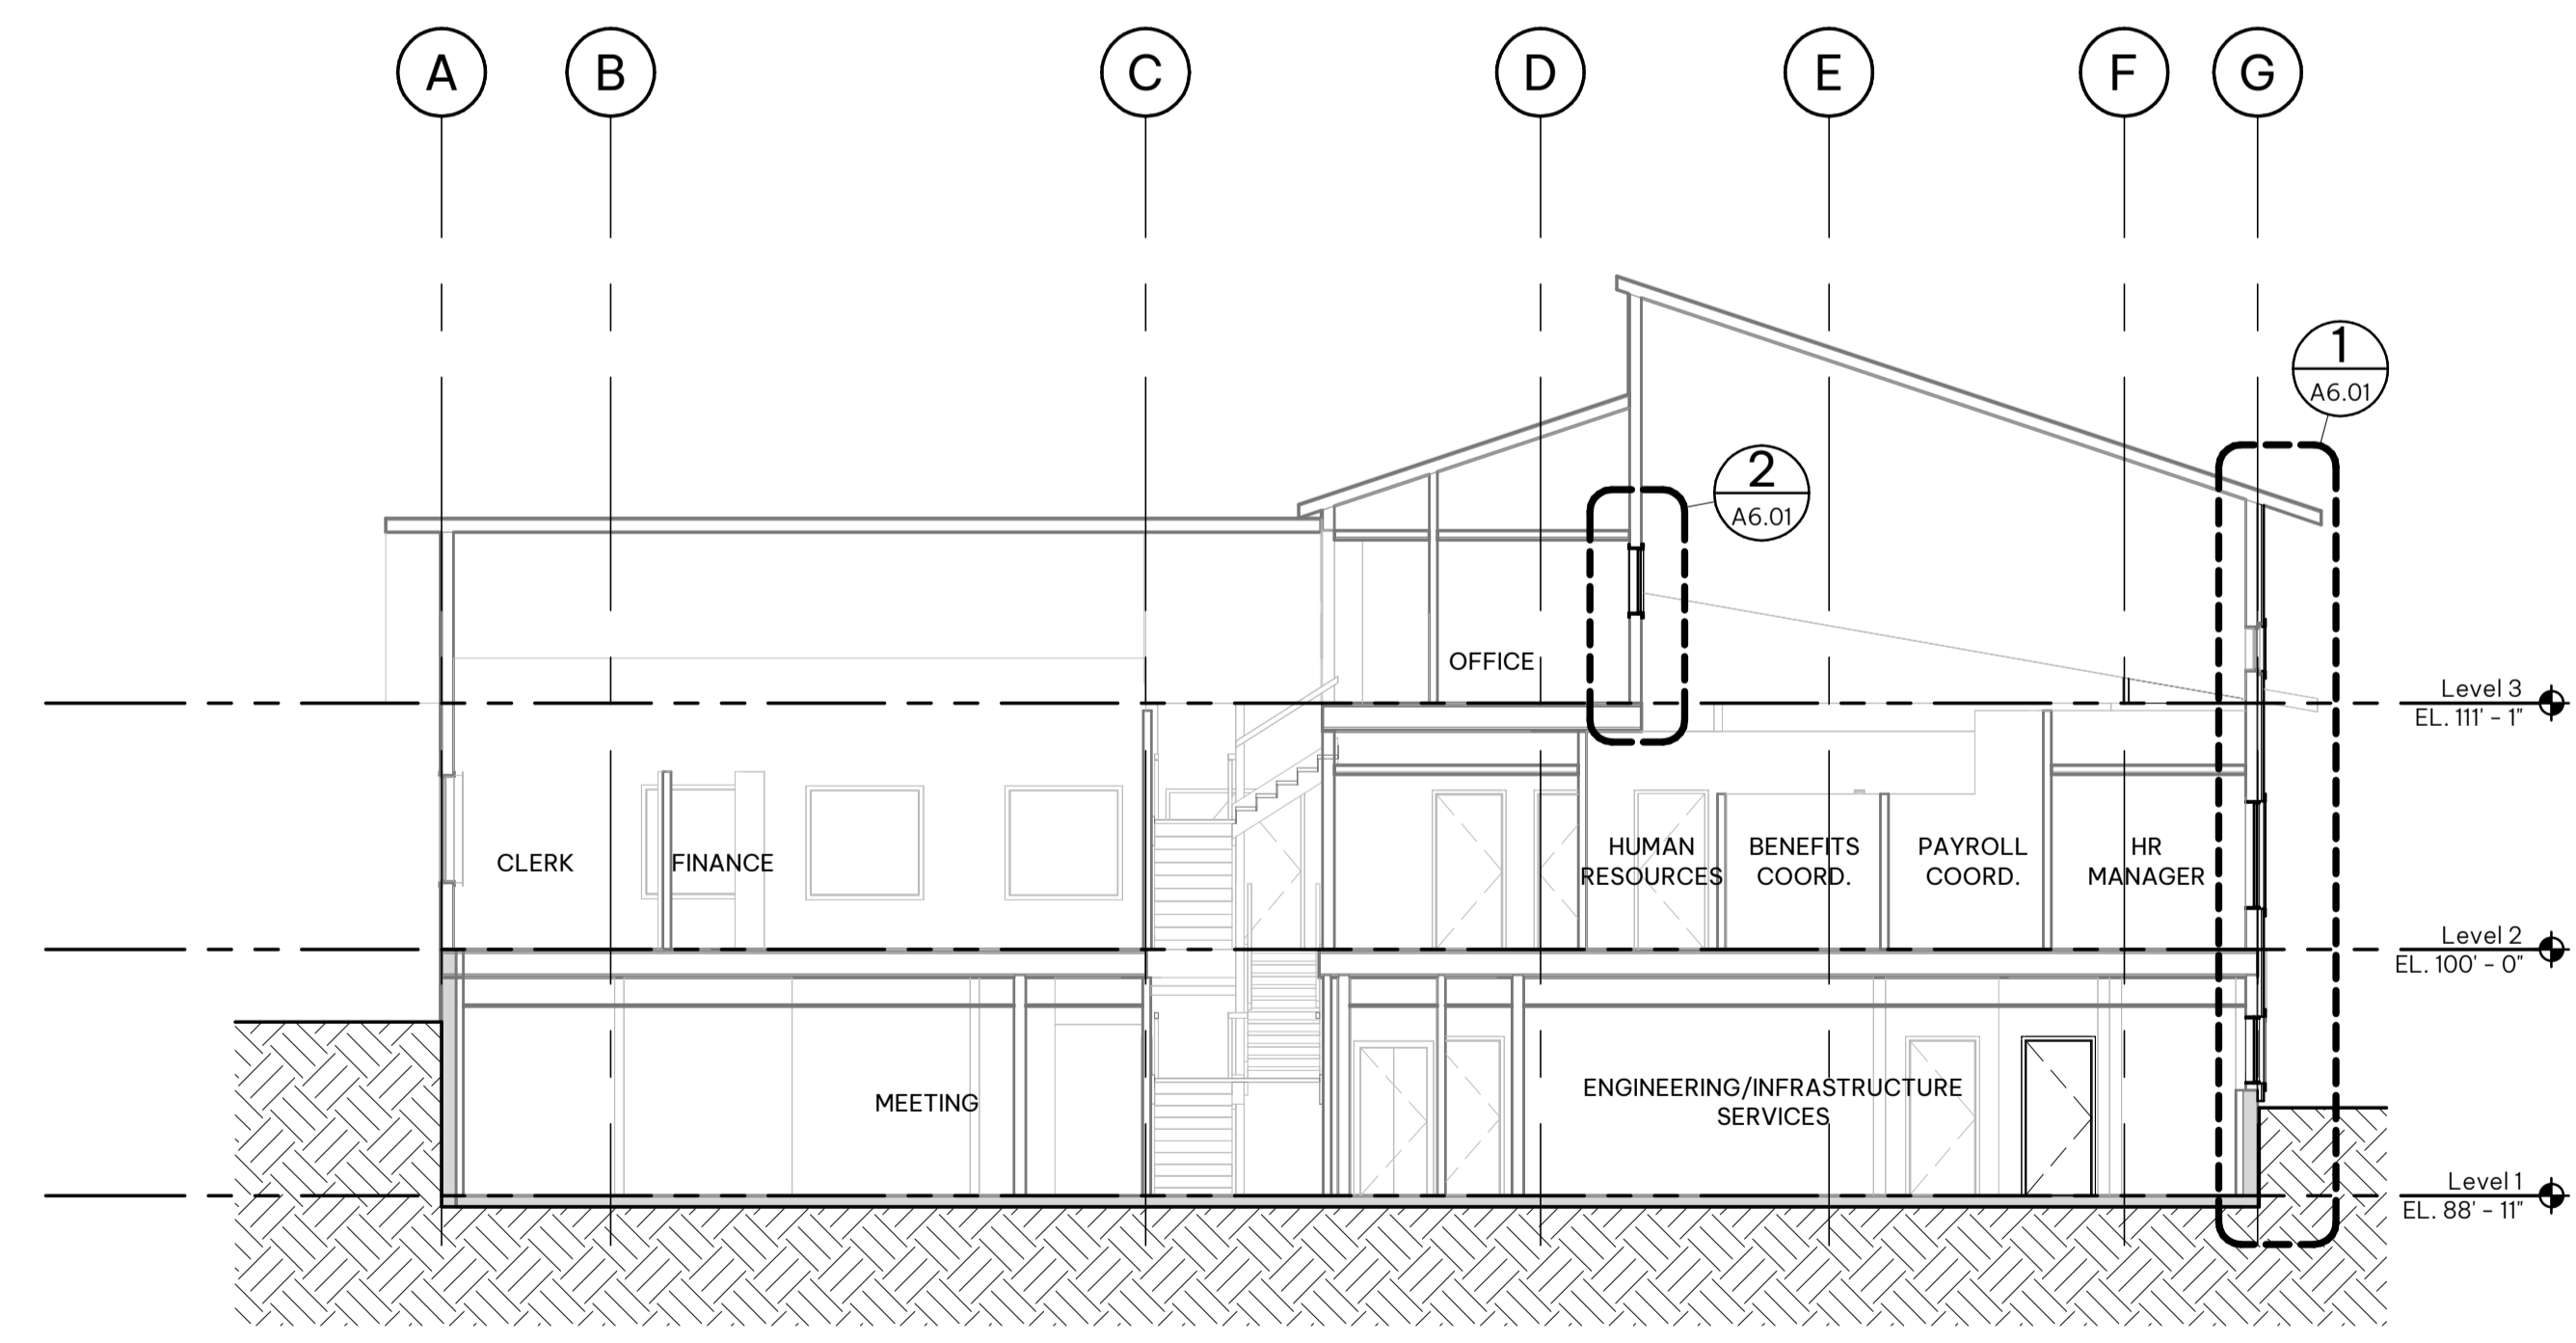 A B C D E F G
1
A6.01
2
A6.01
OFFICE
Level 3
EL. 111' - 1"
CLERK
FINANCE
HUMAN
RESOURCES
BENEFITS
COORD.
PAYROLL
COORD.
HR
MANAGER
Level 2
EL. 100' - 0"
MEETING
ENGINEERING/INFRASTRUCTURE
SERVICES
Level 1
EL. 88' - 11"